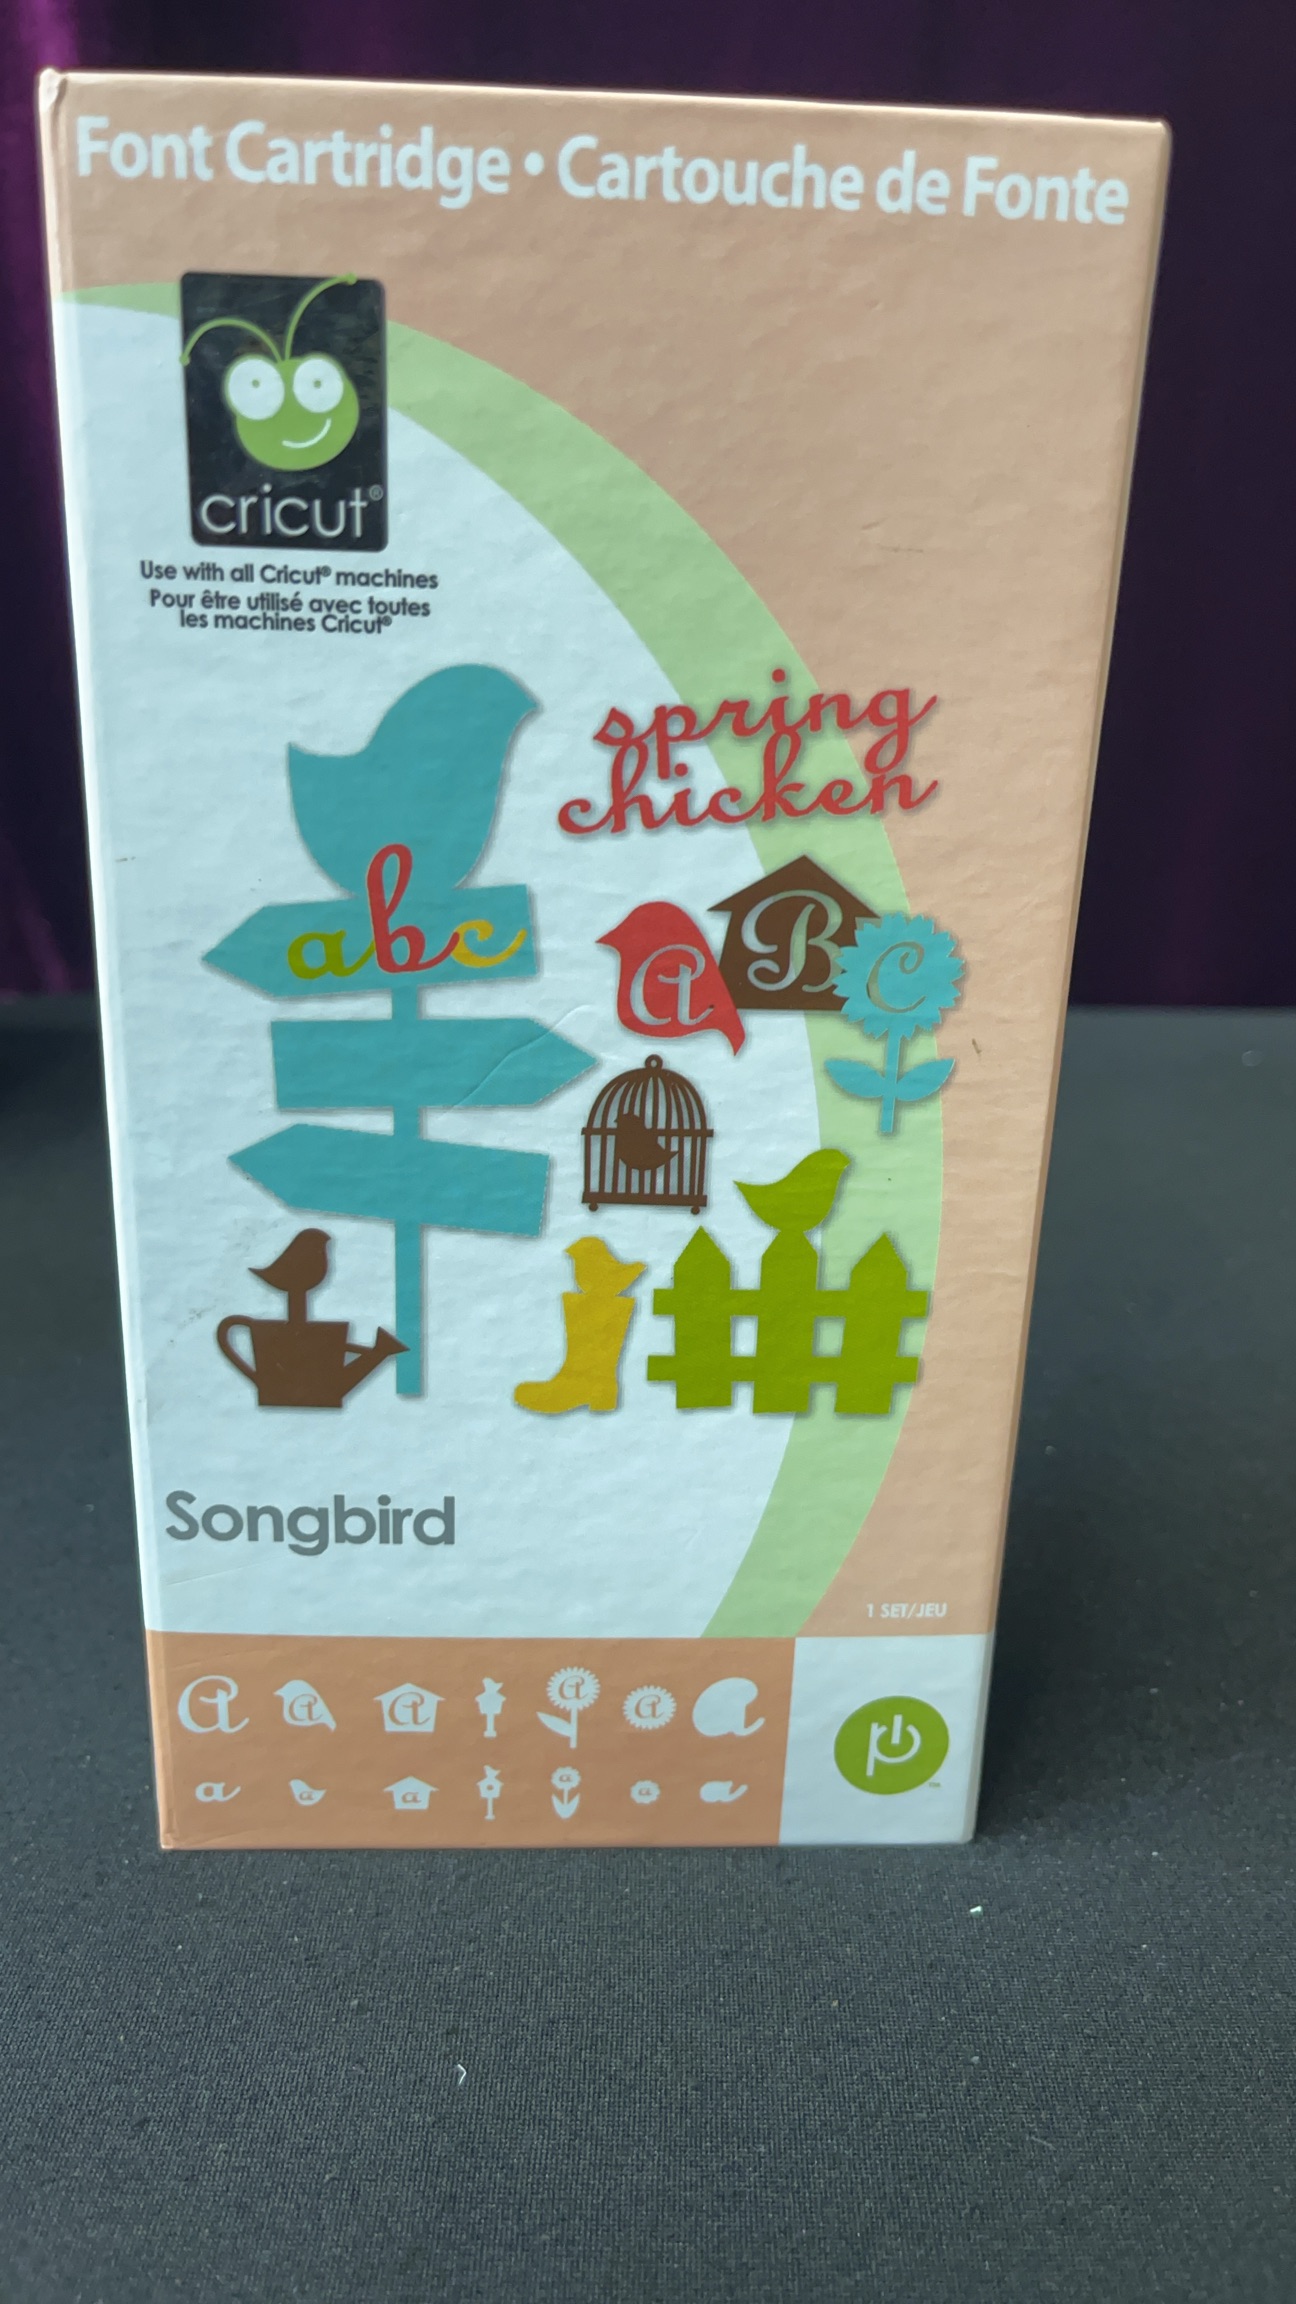 Font Cartridge • Cartouche de Fonte
cricut®
Use with all Cricut® machines
Pour être utilisé avec toutes
les machines Cricut®
spring
chicken
abc
A B C
Songbird
1 SET/JEU
a a a a a a
a a a a a
™